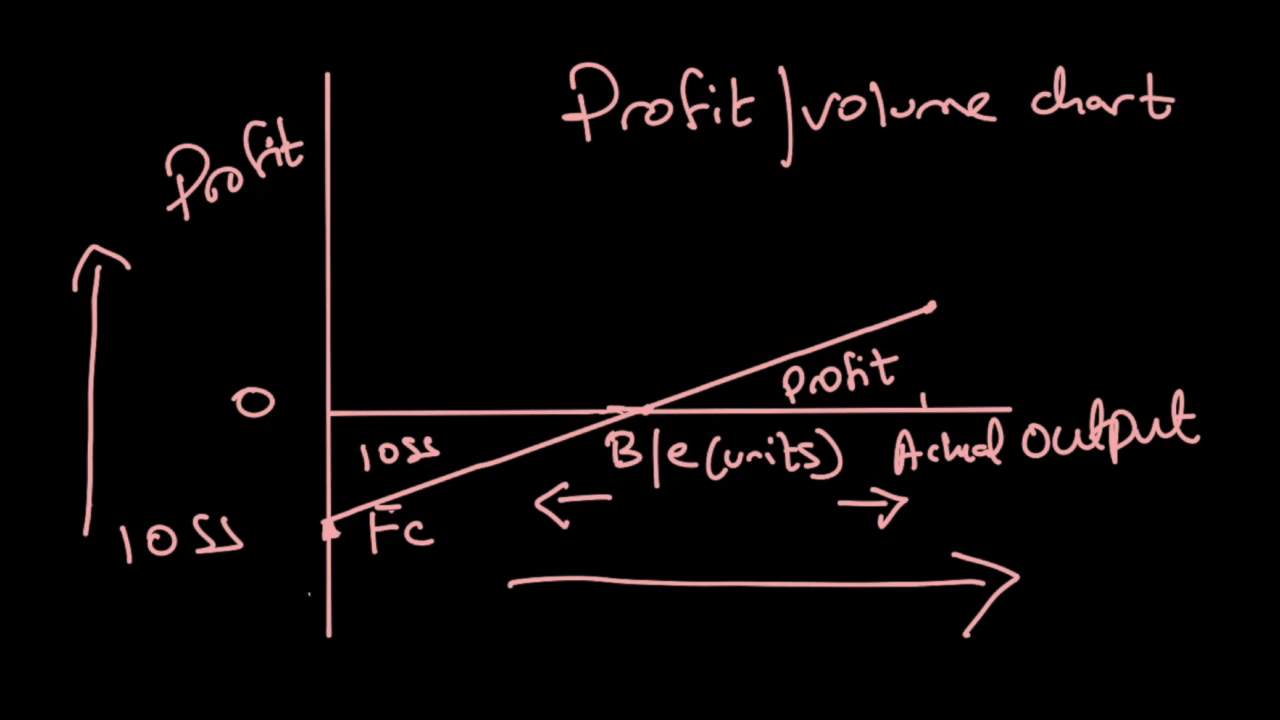 Profit/volume chart
Profit
Profit
0
loss
B/e (units)
Actual output
loss
Fc